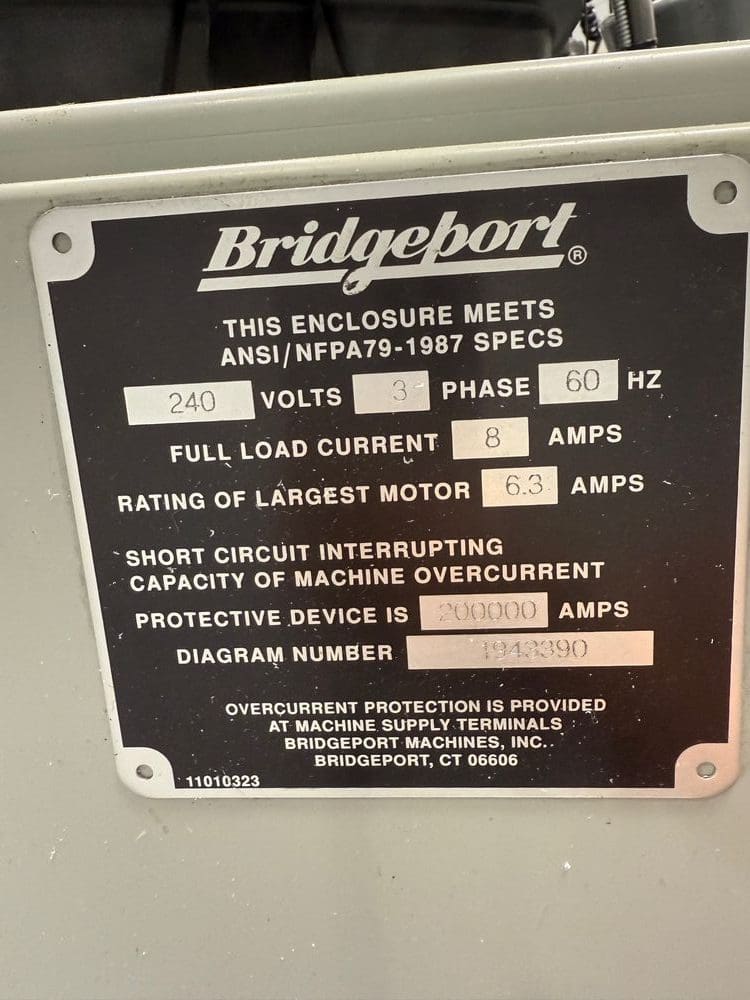 Bridgeport®
THIS ENCLOSURE MEETS
ANSI/NFPA79-1987 SPECS
240 VOLTS 3 PHASE 60 HZ
FULL LOAD CURRENT 8 AMPS
RATING OF LARGEST MOTOR 6.3 AMPS
SHORT CIRCUIT INTERRUPTING
CAPACITY OF MACHINE OVERCURRENT
PROTECTIVE DEVICE IS 200000 AMPS
DIAGRAM NUMBER 1943390
OVERCURRENT PROTECTION IS PROVIDED
AT MACHINE SUPPLY TERMINALS
BRIDGEPORT MACHINES, INC.
BRIDGEPORT, CT 06606
11010323